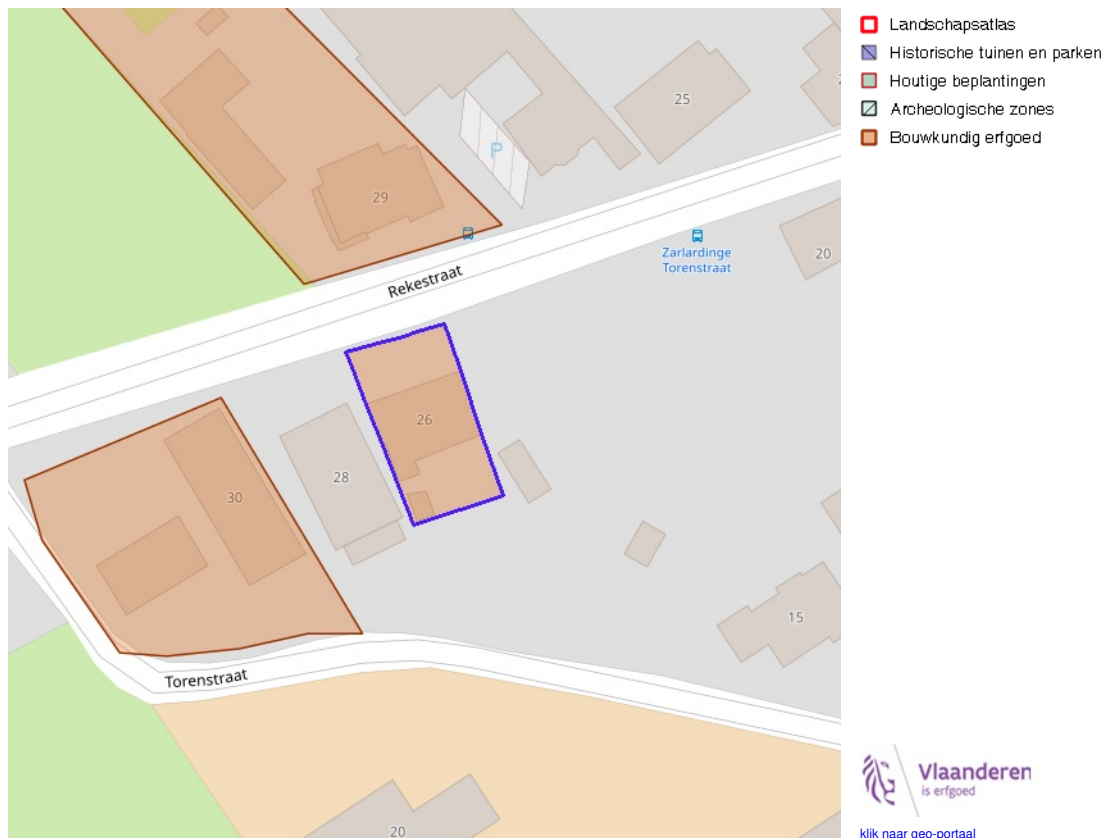 Landschapsatlas
Historische tuinen en parken
Houtige beplantingen
Archeologische zones
Bouwkundig erfgoed
25
P
29
Zarlardinge
Torenstraat
20
Rekestraat
26
28
30
15
Torenstraat
20
Vlaanderen
is erfgoed
klik naar geo-portaal